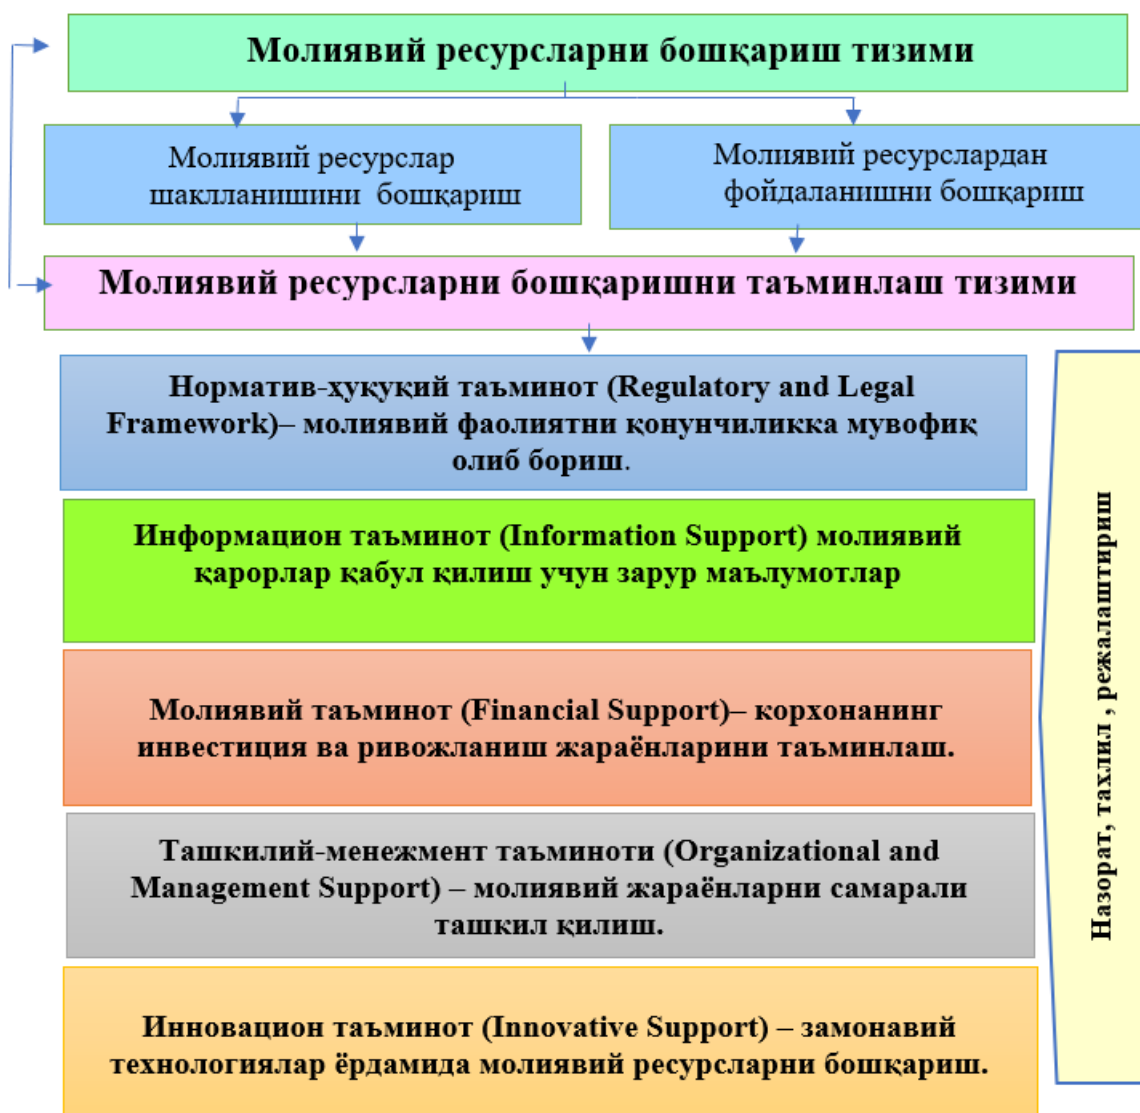 Молиявий ресурсларни бошқариш тизими
Молиявий ресурслар
шаклланишини бошқариш
Молиявий ресурслардан
фойдаланишни бошқариш
Молиявий ресурсларни бошқаришни таъминлаш тизими
Норматив-ҳуқуқий таъминот (Regulatory and Legal
Framework)– молиявий фаолиятни қонунчиликка мувофиқ
олиб бориш.
Информацион таъминот (Information Support) молиявий
қарорлар қабул қилиш учун зарур маълумотлар
Молиявий таъминот (Financial Support)– корхонанинг
инвестиция ва ривожланиш жараёнларини таъминлаш.
Ташкилий-менежмент таъминоти (Organizational and
Management Support) – молиявий жараёнларни самарали
ташкил қилиш.
Инновацион таъминот (Innovative Support) – замонавий
технологиялар ёрдамида молиявий ресурсларни бошқариш.
Назорат, тахлил , режалаштириш